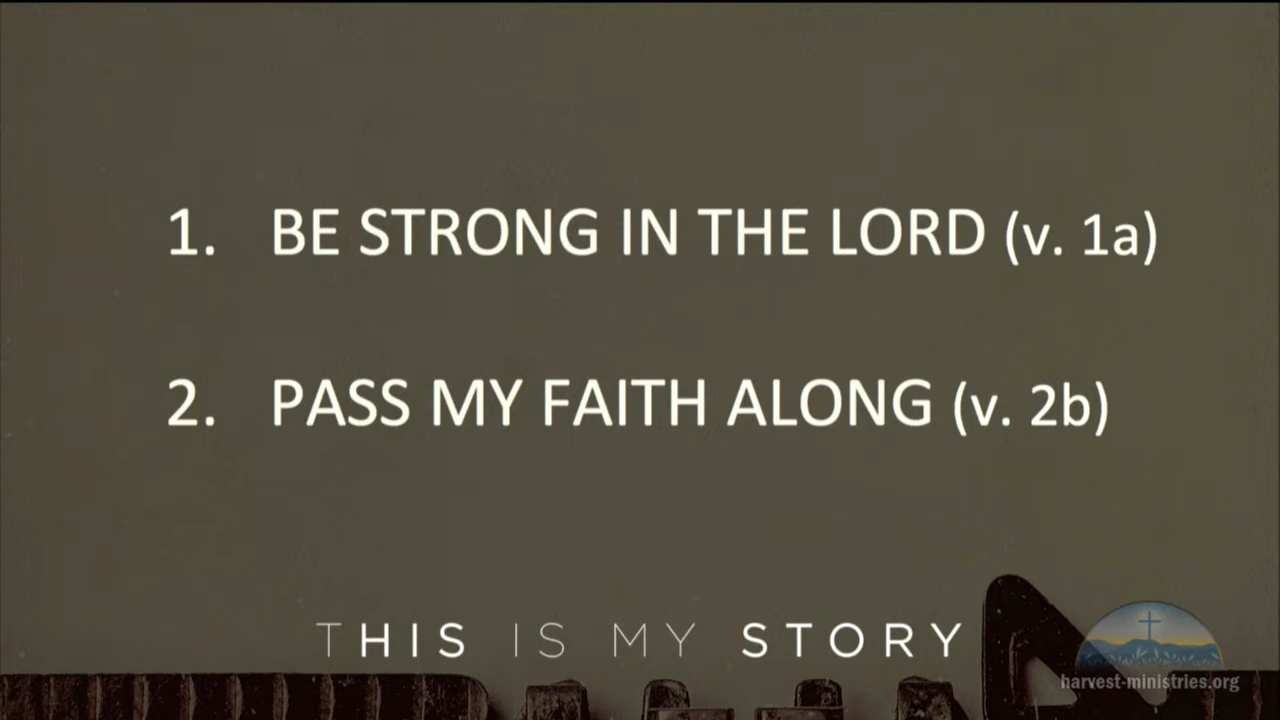 1. BE STRONG IN THE LORD (v. 1a)
2. PASS MY FAITH ALONG (v. 2b)
THIS IS MY STORY
harvest-ministries.org